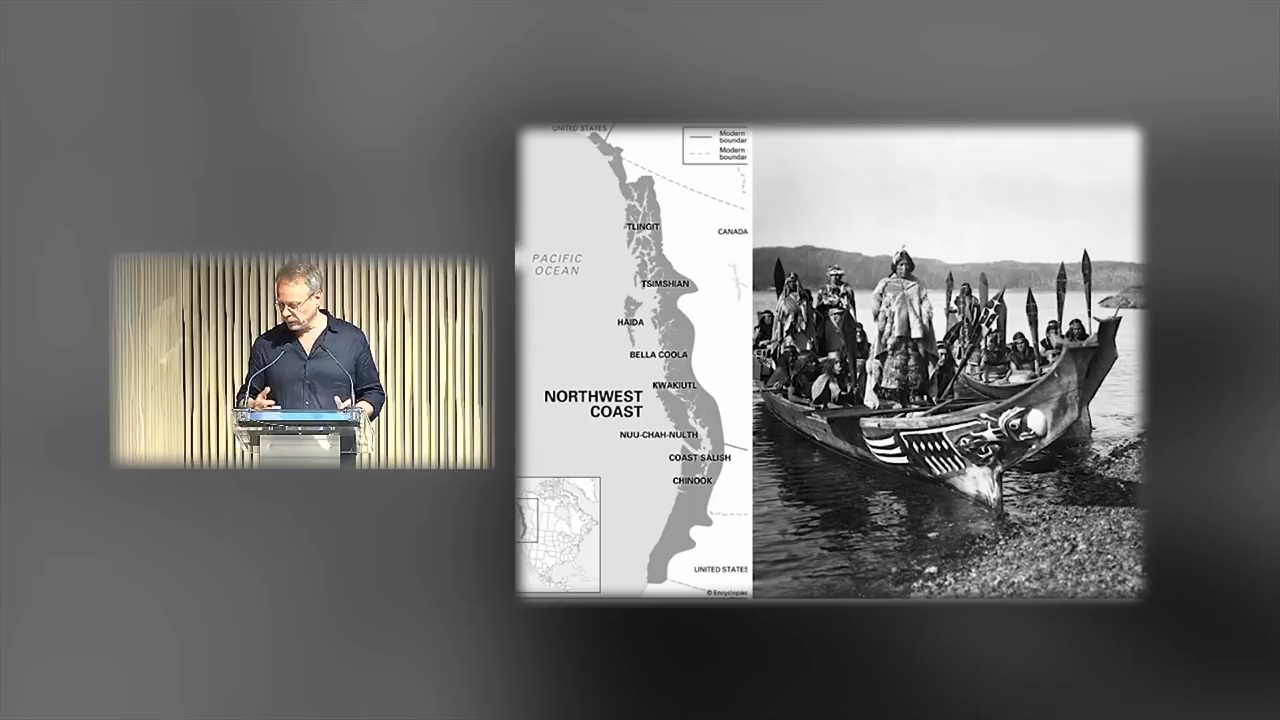 UNITED STATES
Modern
boundar
Modern
boundar
TLINGIT
CANADA
PACIFIC
OCEAN
TSIMSHIAN
HAIDA
BELLA COOLA
KWAKIUTL
NORTHWEST
COAST
NUU-CHAH-NULTH
COAST SALISH
CHINOOK
UNITED STATES
© Encyclopæd